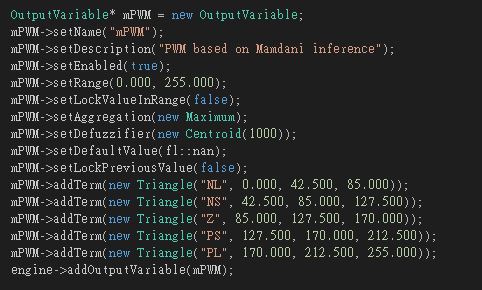 OutputVariable* mPWM = new OutputVariable;
mPWM->setName("mPWM");
mPWM->setDescription("PWM based on Mamdani inference");
mPWM->setEnabled(true);
mPWM->setRange(0.000, 255.000);
mPWM->setLockValueInRange(false);
mPWM->setAggregation(new Maximum);
mPWM->setDefuzzifier(new Centroid(1000));
mPWM->setDefaultValue(fl::nan);
mPWM->setLockPreviousValue(false);
mPWM->addTerm(new Triangle("NL", 0.000, 42.500, 85.000));
mPWM->addTerm(new Triangle("NS", 42.500, 85.000, 127.500));
mPWM->addTerm(new Triangle("Z", 85.000, 127.500, 170.000));
mPWM->addTerm(new Triangle("PS", 127.500, 170.000, 212.500));
mPWM->addTerm(new Triangle("PL", 170.000, 212.500, 255.000));
engine->addOutputVariable(mPWM);